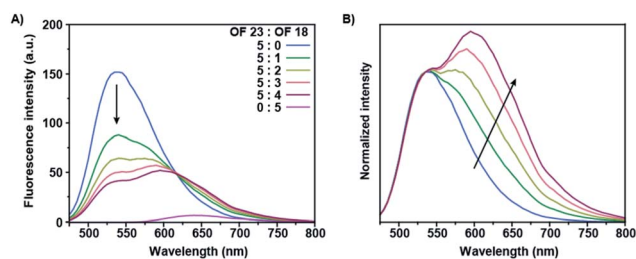 A)
OF 23 : OF 18
5 : 0
5 : 1
5 : 2
5 : 3
5 : 4
0 : 5
Fluorescence intensity (a.u.)
200
150
100
50
0
500 550 600 650 700 750 800
Wavelength (nm)
B)
Normalized intensity
500 550 600 650 700 750 800
Wavelength (nm)